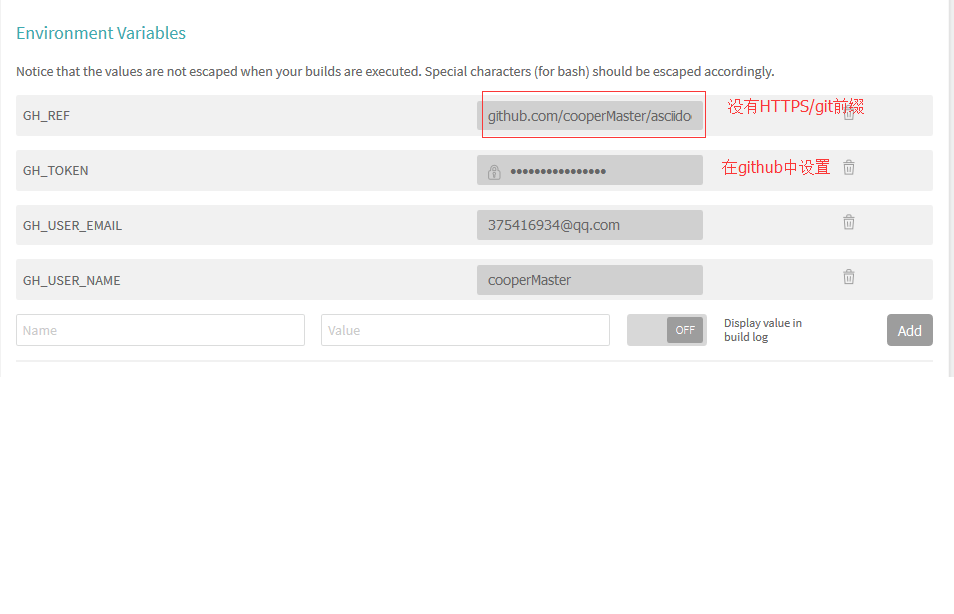 Environment Variables
Notice that the values are not escaped when your builds are executed. Special characters (for bash) should be escaped accordingly.
GH_REF github.com/cooperMaster/asciido 没有HTTPS/git前缀
GH_TOKEN •••••••••••••••• 在github中设置
GH_USER_EMAIL 375416934@qq.com
GH_USER_NAME cooperMaster
Name Value OFF Display value in Add
build log